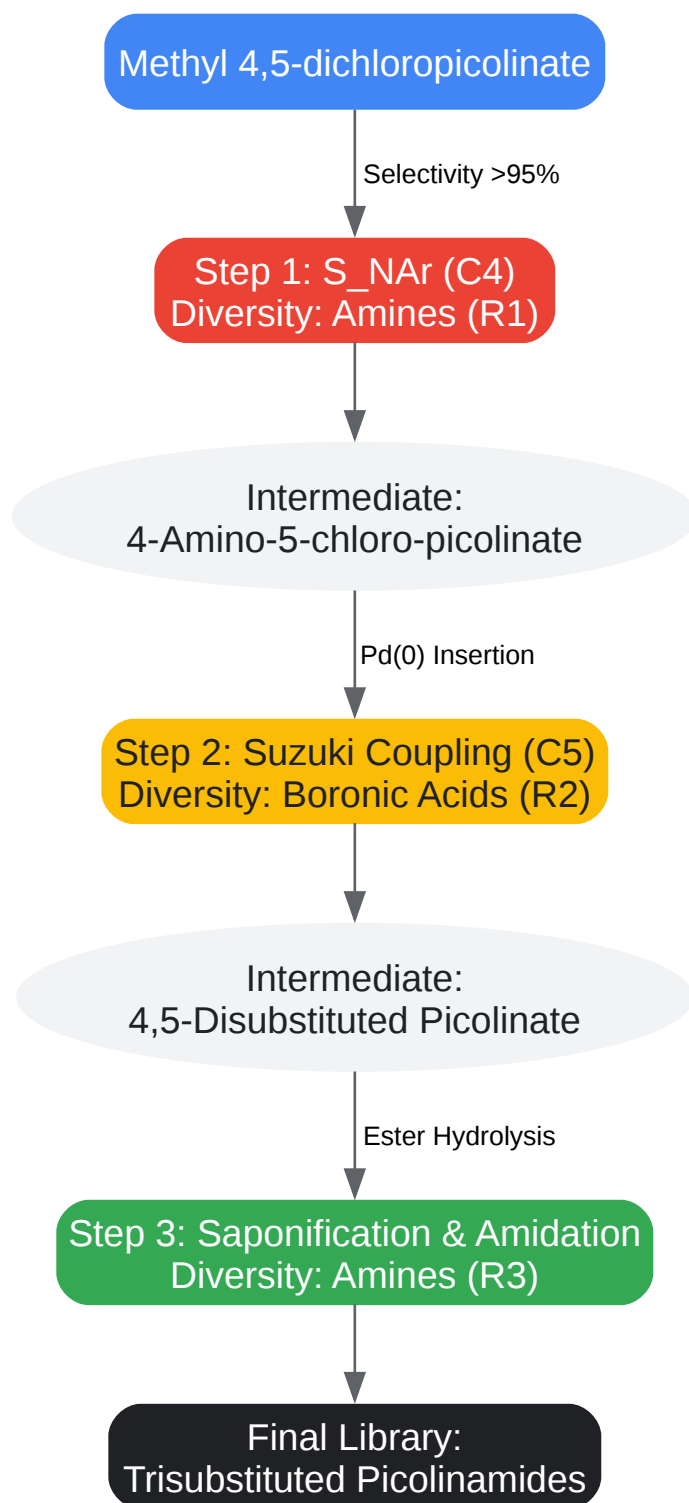 Methyl 4,5-dichloropicolinate
Selectivity >95%
Step 1: S_NAr (C4)
Diversity: Amines (R1)
Intermediate:
4-Amino-5-chloro-picolinate
Pd(0) Insertion
Step 2: Suzuki Coupling (C5)
Diversity: Boronic Acids (R2)
Intermediate:
4,5-Disubstituted Picolinate
Ester Hydrolysis
Step 3: Saponification & Amidation
Diversity: Amines (R3)
Final Library:
Trisubstituted Picolinamides